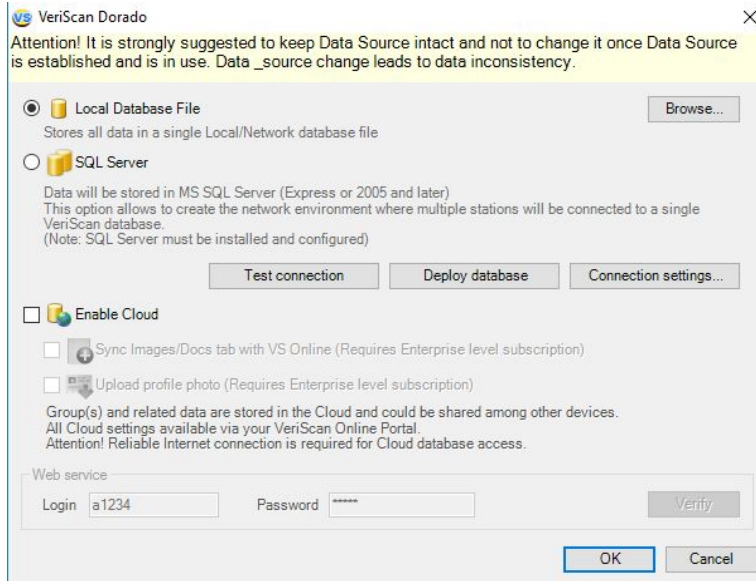 VeriScan Dorado
Attention! It is strongly suggested to keep Data Source intact and not to change it once Data Source
is established and is in use. Data _source change leads to data inconsistency.
Local Database File
Browse...
Stores all data in a single Local/Network database file
SQL Server
Data will be stored in MS SQL Server (Express or 2005 and later)
This option allows to create the network environment where multiple stations will be connected to a single
VeriScan database.
(Note: SQL Server must be installed and configured)
Test connection
Deploy database
Connection settings...
Enable Cloud
Sync Images/Docs tab with VS Online (Requires Enterprise level subscription)
Upload profile photo (Requires Enterprise level subscription)
Group(s) and related data are stored in the Cloud and could be shared among other devices.
All Cloud settings available via your VeriScan Online Portal.
Attention! Reliable Internet connection is required for Cloud database access.
Web service
Login a1234 Password *****
Verify
OK
Cancel